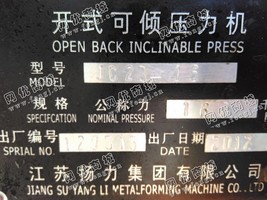 开式可倾压力机
OPEN BACK INCLINABLE PRESS
型号
MODEL
规格 公称力
SPECIFCATION NOMINAL PRESSURE
出厂编号 出厂日期 2012
SPRIAL NO. DATE
江苏扬力集团有限公司
JIANG SU YANG LI METALFORMING MACHINE CO.,LTD